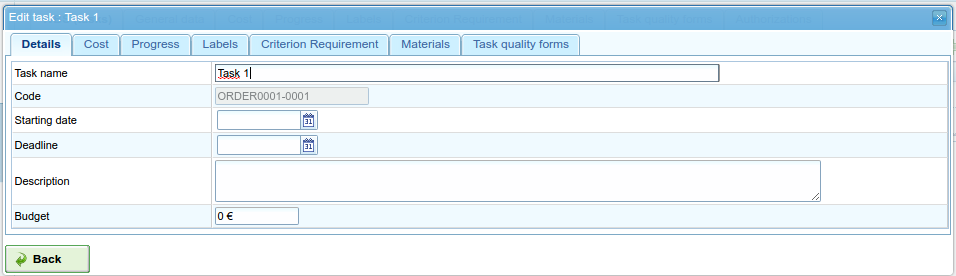 Edit task : Task 1
Details Cost Progress Labels Criterion Requirement Materials Task quality forms
Task name Task 1
Code ORDER0001-0001
Starting date 31
Deadline 31
Description
Budget 0 €
Back